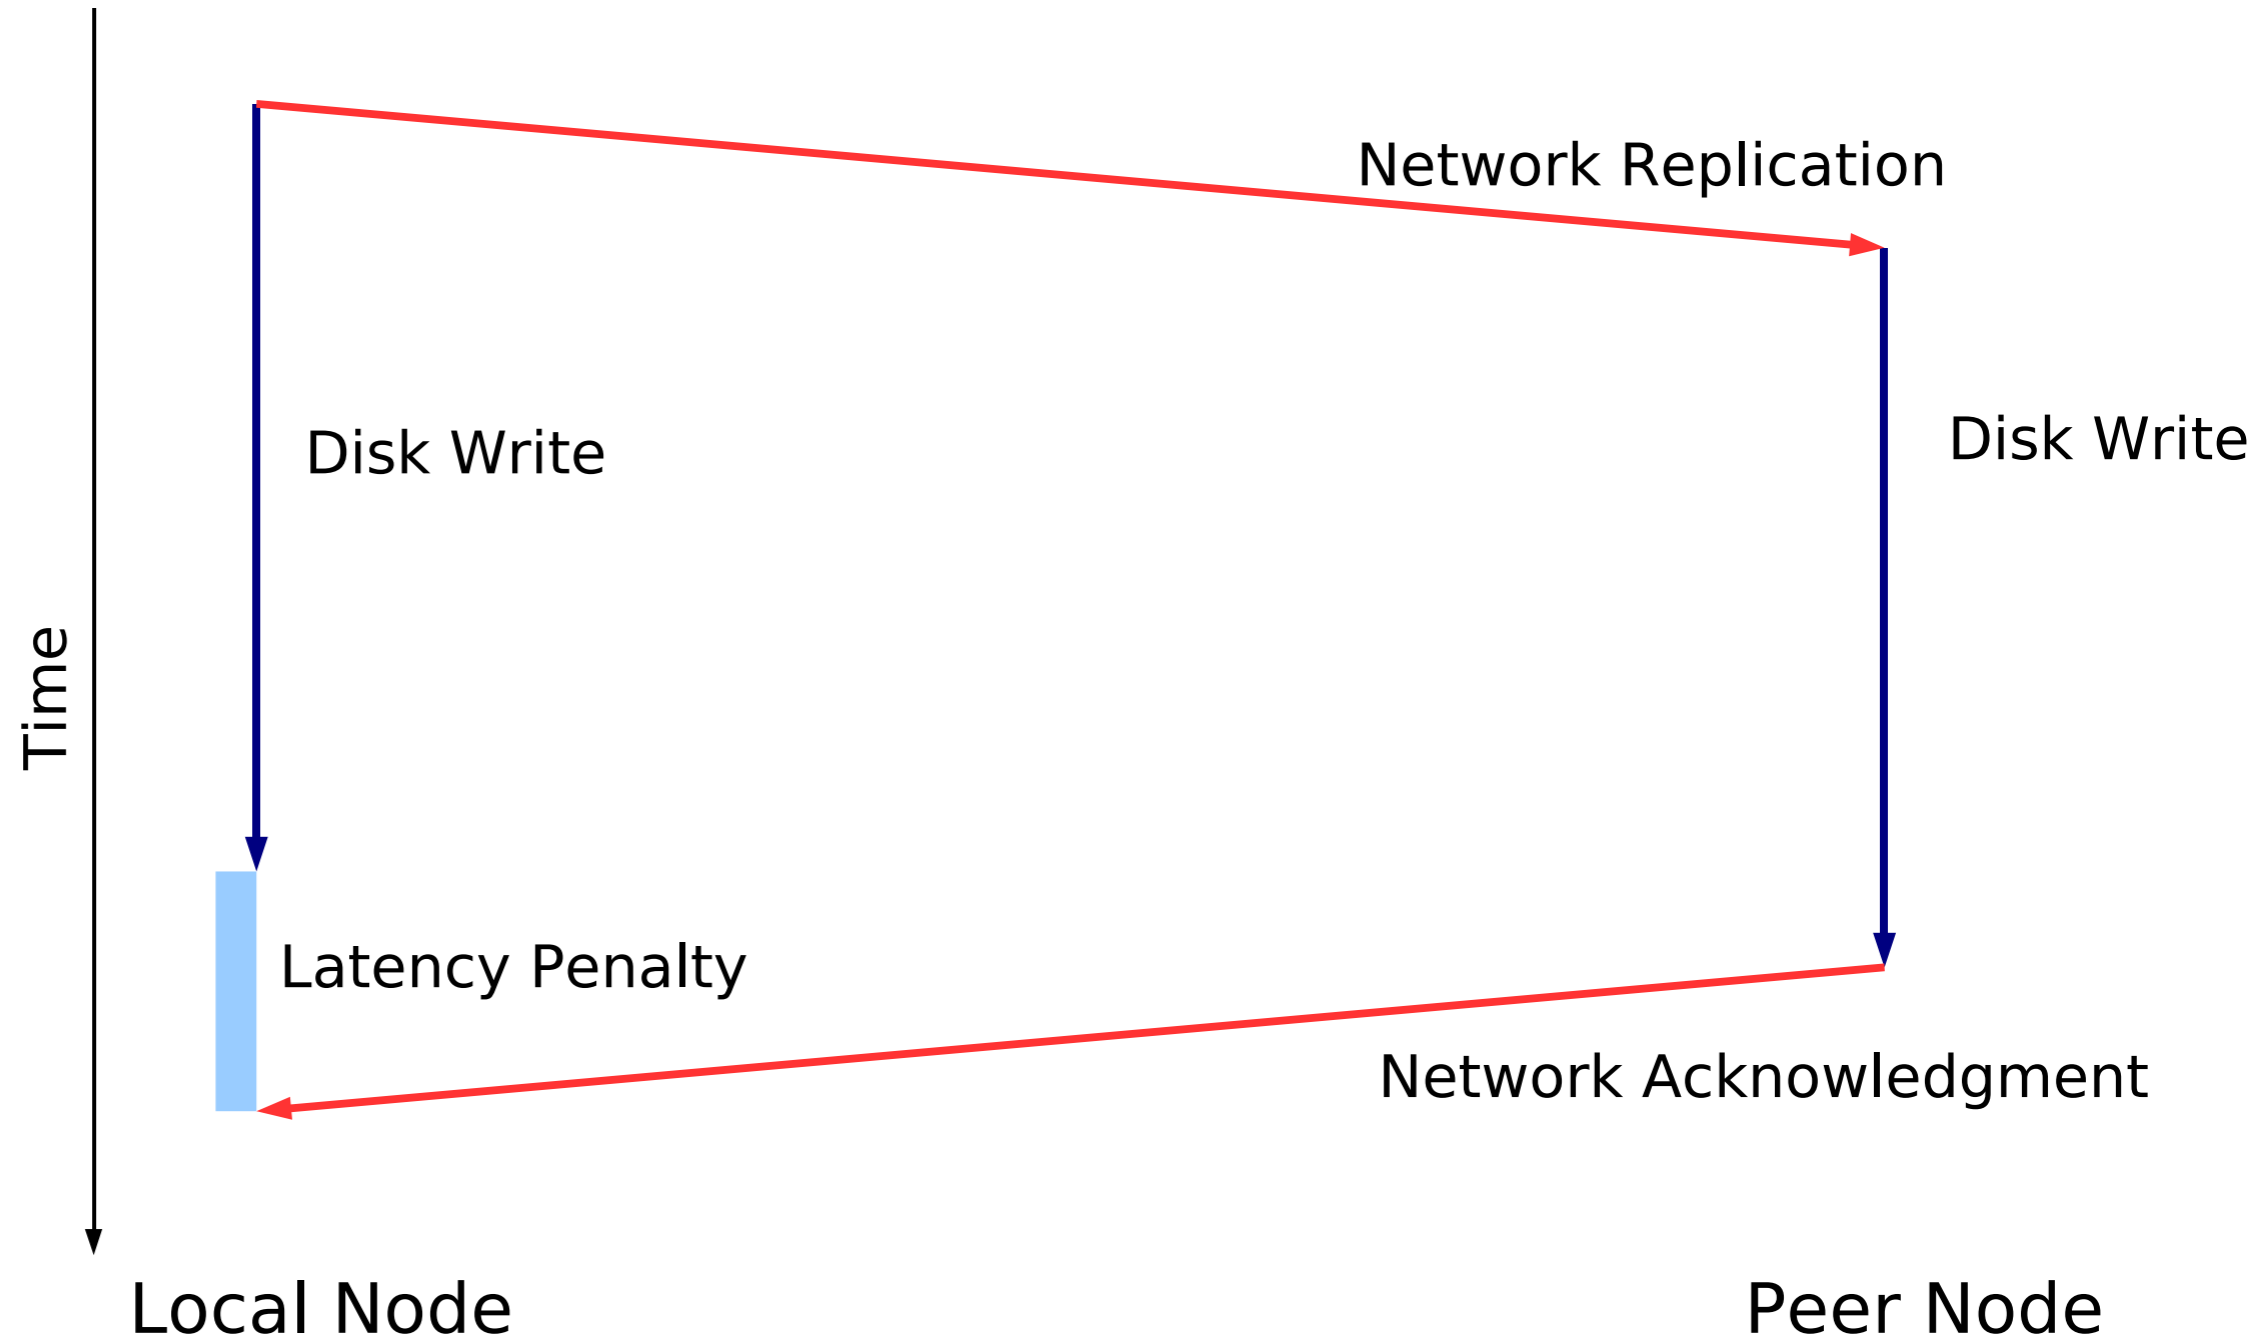 Network Replication
Disk Write
Disk Write
Time
Latency Penalty
Network Acknowledgment
Local Node
Peer Node